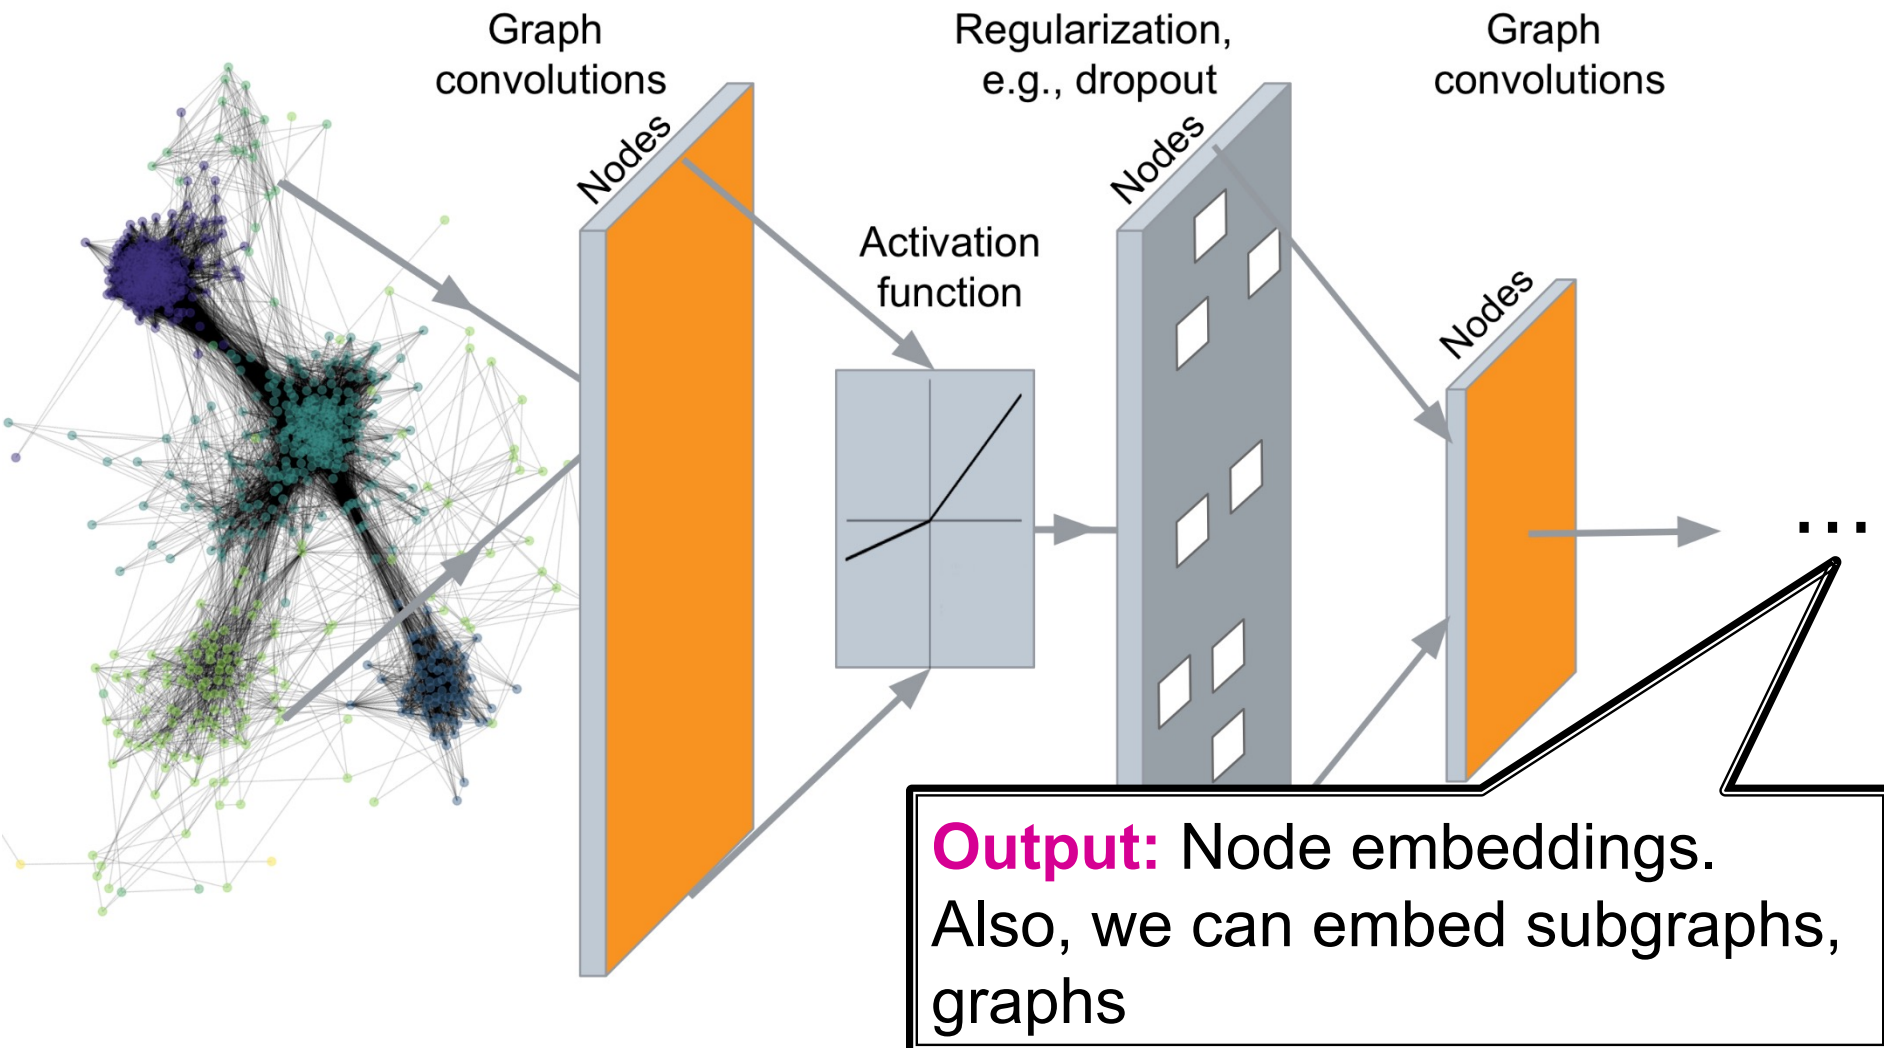 Graph
convolutions
Regularization,
e.g., dropout
Graph
convolutions
Nodes
Nodes
Activation
function
Nodes
...
Output: Node embeddings.
Also, we can embed subgraphs,
graphs